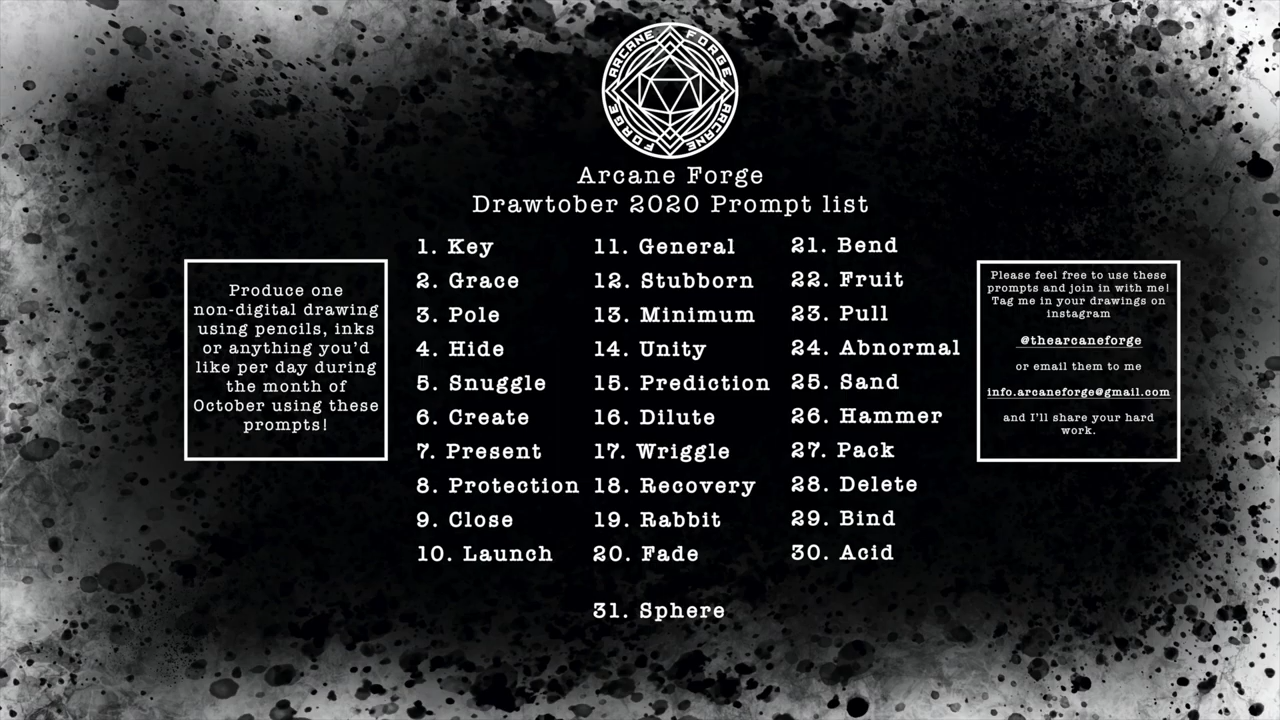 ARCANE FORGE ARCANE FORGE
Arcane Forge
Drawtober 2020 Prompt list
Produce one
non-digital drawing
using pencils, inks
or anything you'd
like per day during
the month of
October using these
prompts!
1. Key
2. Grace
3. Pole
4. Hide
5. Snuggle
6. Create
7. Present
8. Protection
9. Close
10. Launch
11. General
12. Stubborn
13. Minimum
14. Unity
15. Prediction
16. Dilute
17. Wriggle
18. Recovery
19. Rabbit
20. Fade
21. Bend
22. Fruit
23. Pull
24. Abnormal
25. Sand
26. Hammer
27. Pack
28. Delete
29. Bind
30. Acid
31. Sphere
Please feel free to use these
prompts and join in with me!
Tag me in your drawings on
instagram
@thearcaneforge
or email them to me
info.arcaneforge@gmail.com
and I'll share your hard
work.